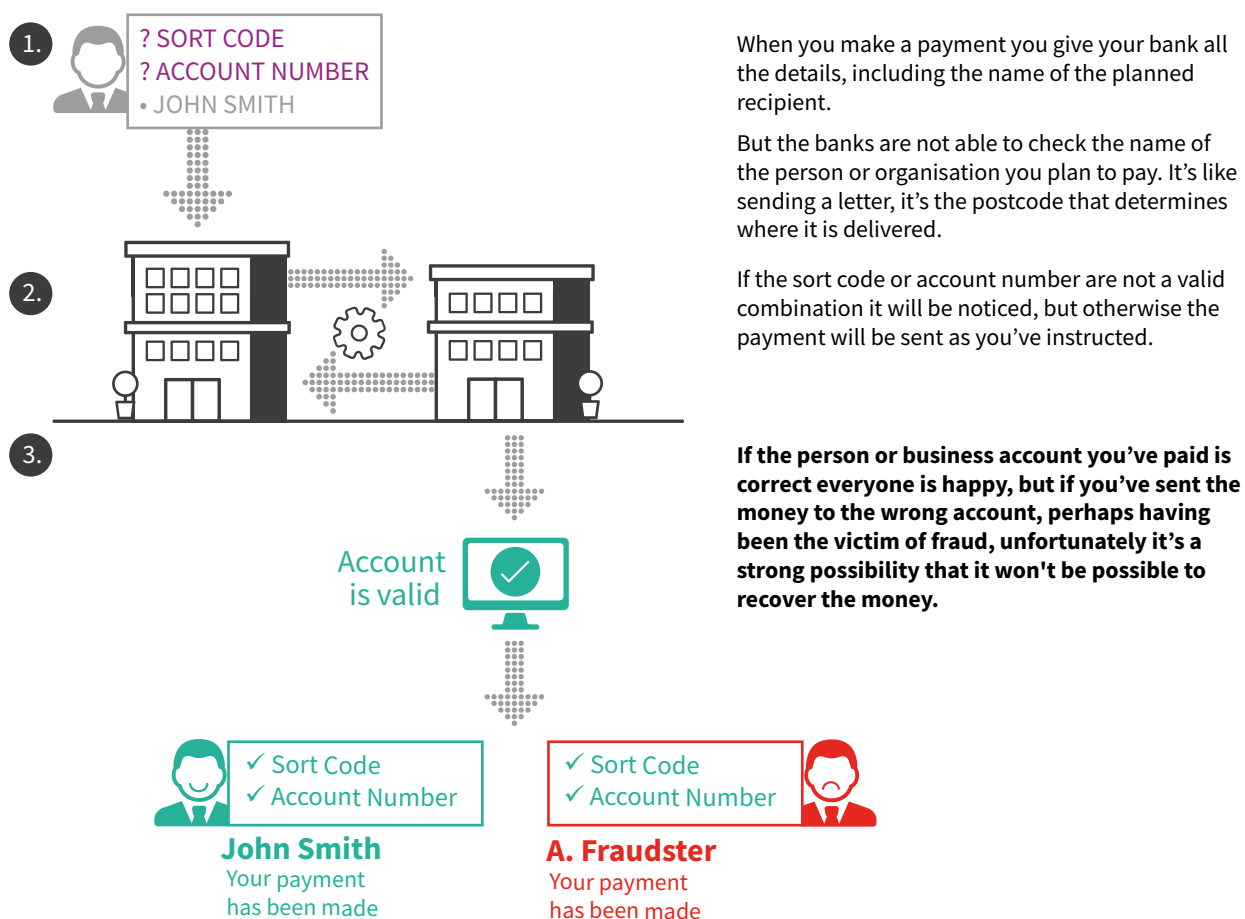 1.
? SORT CODE
? ACCOUNT NUMBER
• JOHN SMITH
When you make a payment you give your bank all
the details, including the name of the planned
recipient.
But the banks are not able to check the name of
the person or organisation you plan to pay. It’s like
sending a letter, it’s the postcode that determines
where it is delivered.
2.
If the sort code or account number are not a valid
combination it will be noticed, but otherwise the
payment will be sent as you’ve instructed.
3.
If the person or business account you’ve paid is
correct everyone is happy, but if you’ve sent the
money to the wrong account, perhaps having
been the victim of fraud, unfortunately it’s a
strong possibility that it won't be possible to
recover the money.
Account
is valid
✓ Sort Code
✓ Account Number
John Smith
Your payment
has been made
✓ Sort Code
✓ Account Number
A. Fraudster
Your payment
has been made